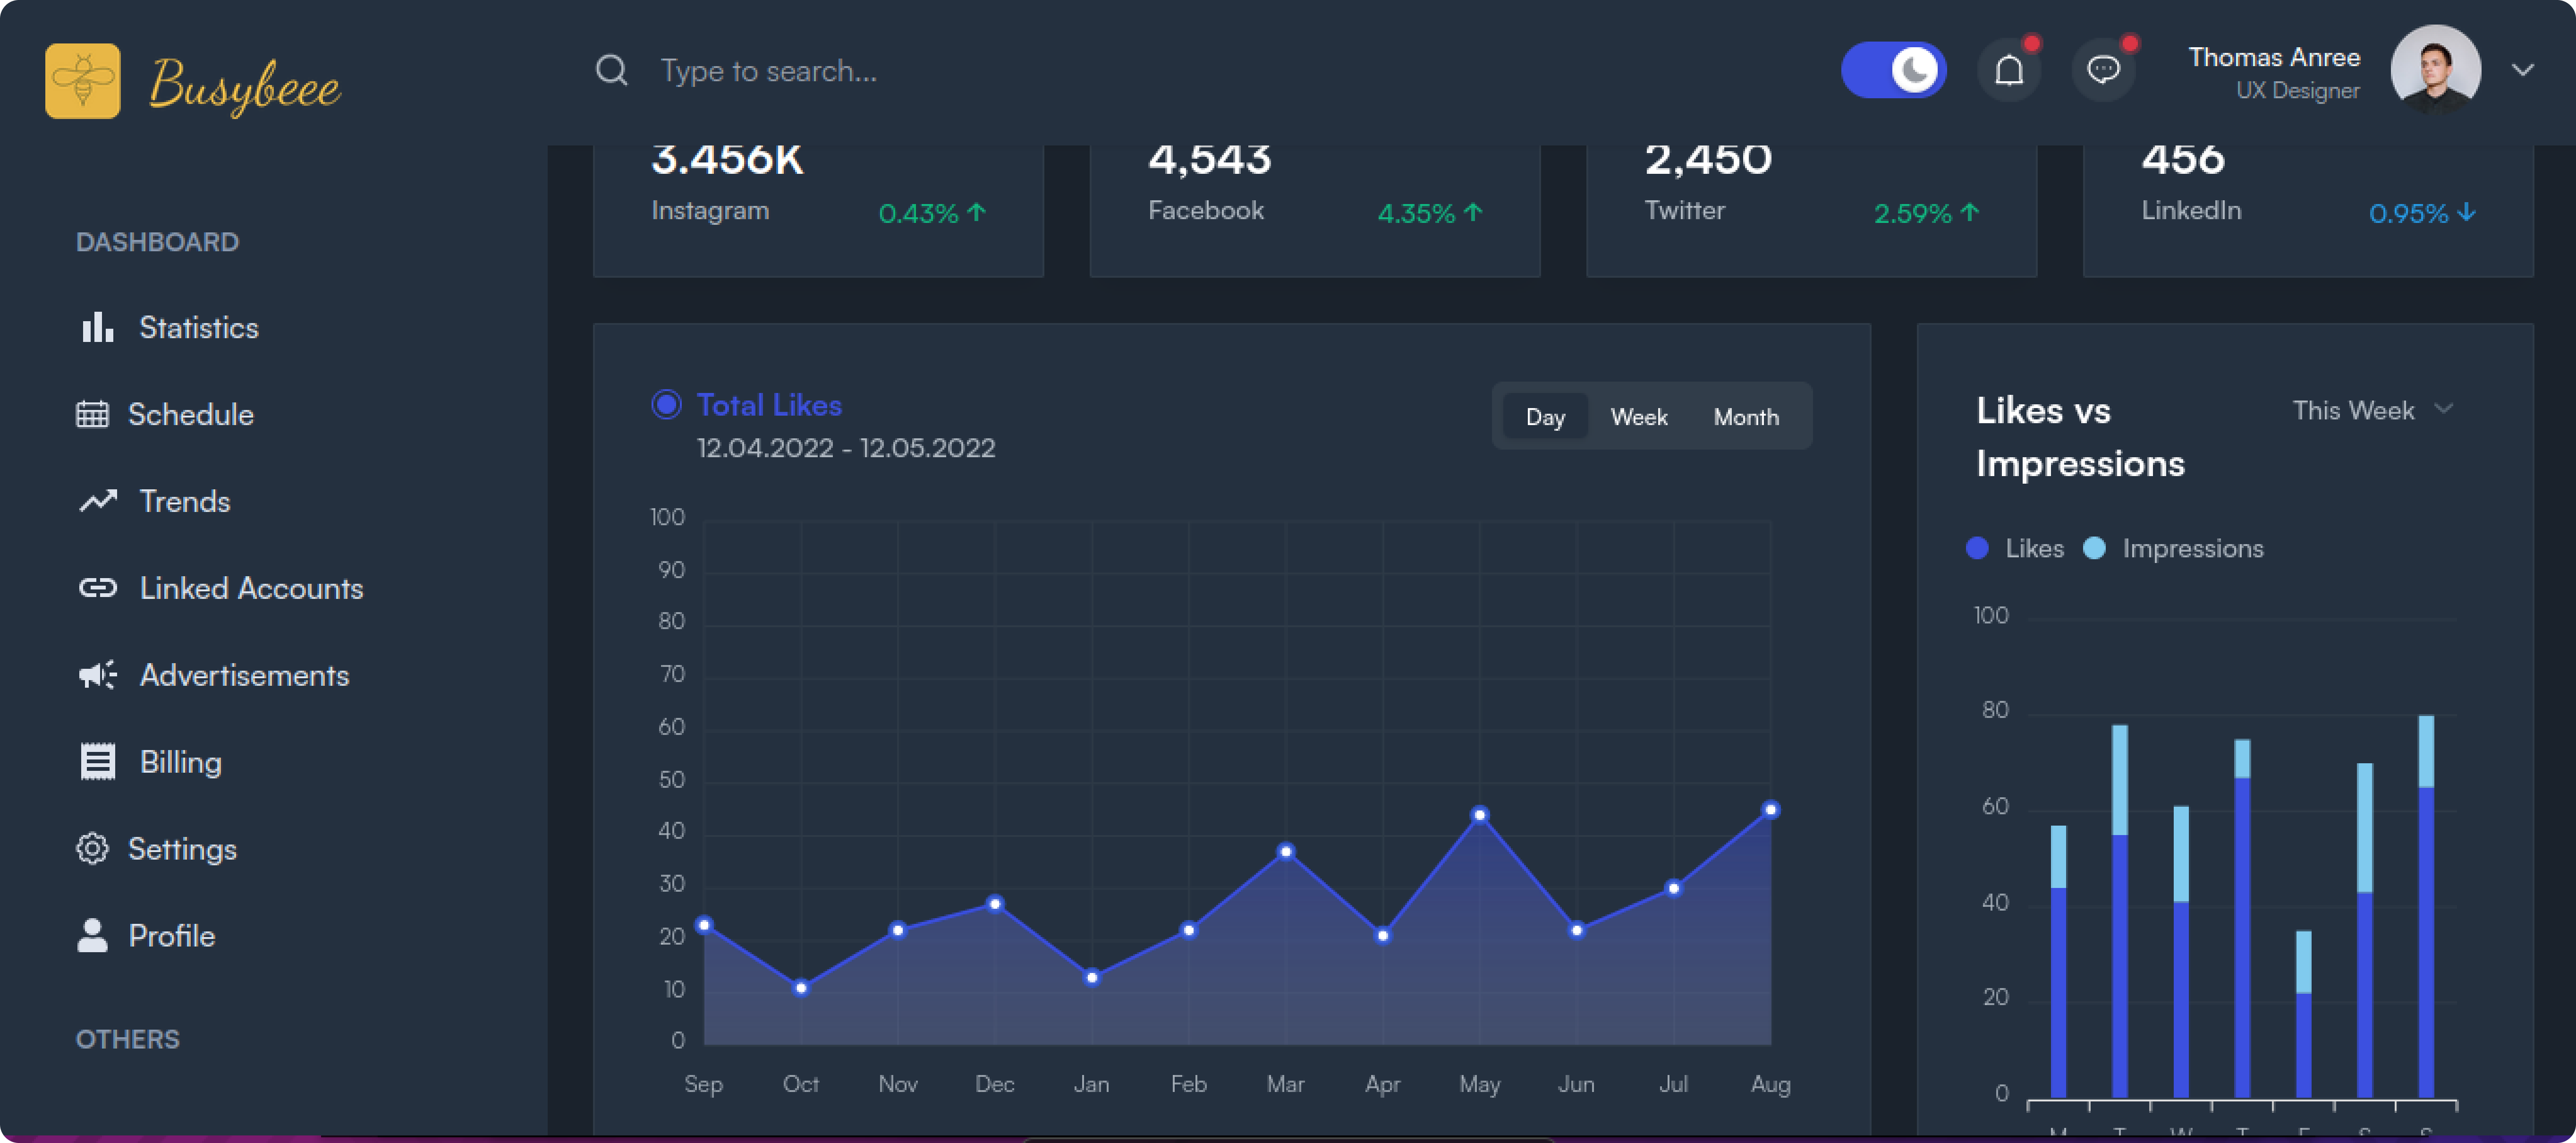 Busybeee
Type to search...
Thomas Anree
UX Designer
DASHBOARD
Statistics
Schedule
Trends
Linked Accounts
Advertisements
Billing
Settings
Profile
OTHERS
3.456K
Instagram
0.43%
4,543
Facebook
4.35%
2,450
Twitter
2.59%
456
LinkedIn
0.95%
Total Likes
12.04.2022 - 12.05.2022
Day Week Month
100
90
80
70
60
50
40
30
20
10
0
Sep Oct Nov Dec Jan Feb Mar Apr May Jun Jul Aug
Likes vs
Impressions
This Week
Likes Impressions
100
80
60
40
20
0
M T W T F S S